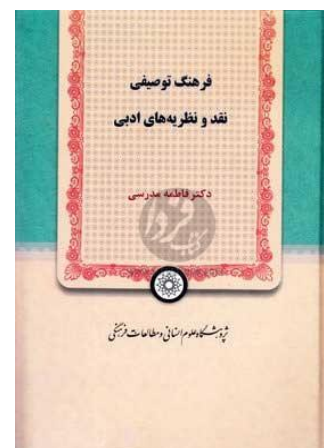 فرهنگ توصیفی
نقد و نظریه‌های ادبی
دکتر فاطمه مدرسی
پژوهشگاه علوم انسانی و مطالعات فرهنگی